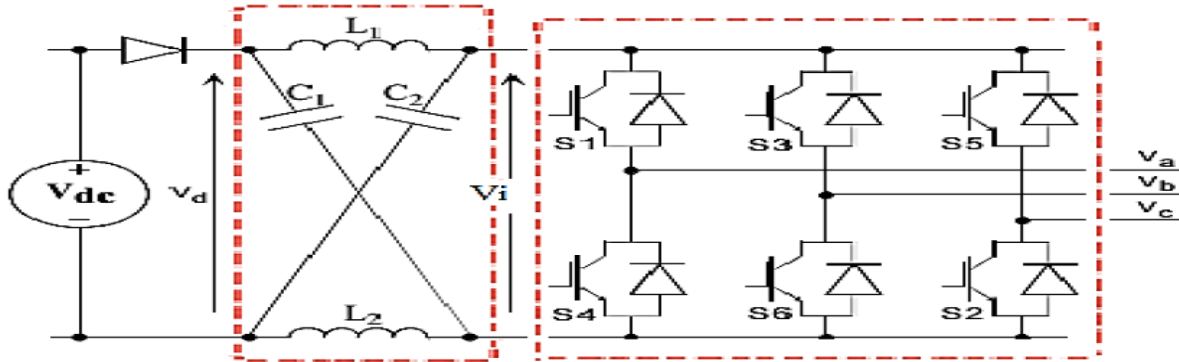 L1
C1 C2
S1 S3 S5
Va
Vb
Vc
+
Vdc
−
Vd
Vi
L2
S4 S6 S2